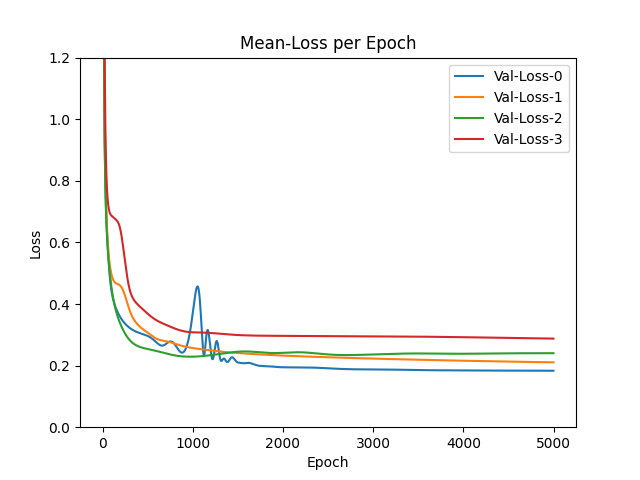 Mean-Loss per Epoch
Val-Loss-0
Val-Loss-1
Val-Loss-2
Val-Loss-3
1.2
1.0
0.8
0.6
0.4
0.2
0.0
Loss
0 1000 2000 3000 4000 5000
Epoch